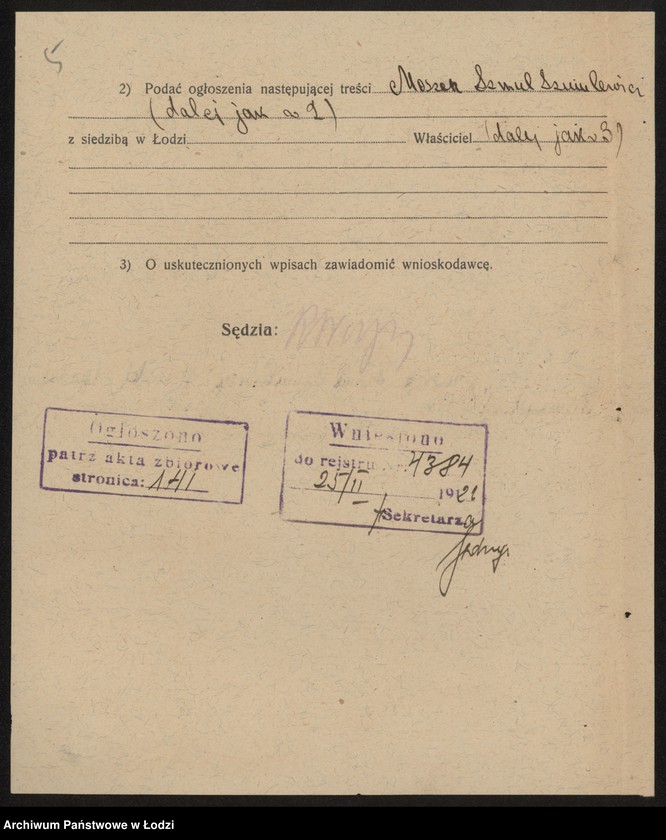 5
2) Podać ogłoszenia następującej treści Moszek Szmul Szmulewicz
(dalej jak w 2)
z siedzibą w Łodzi Właściciel (dalej jak w 3)
3) O uskutecznionych wpisach zawiadomić wnioskodawcę.
Sędzia:
Ogłoszono
patrz akta zbiorowe
stronica: 141
Wniesiono
do rejstru Nr. 4384
25/II 1921
Sekretarz
Archiwum Państwowe w Łodzi